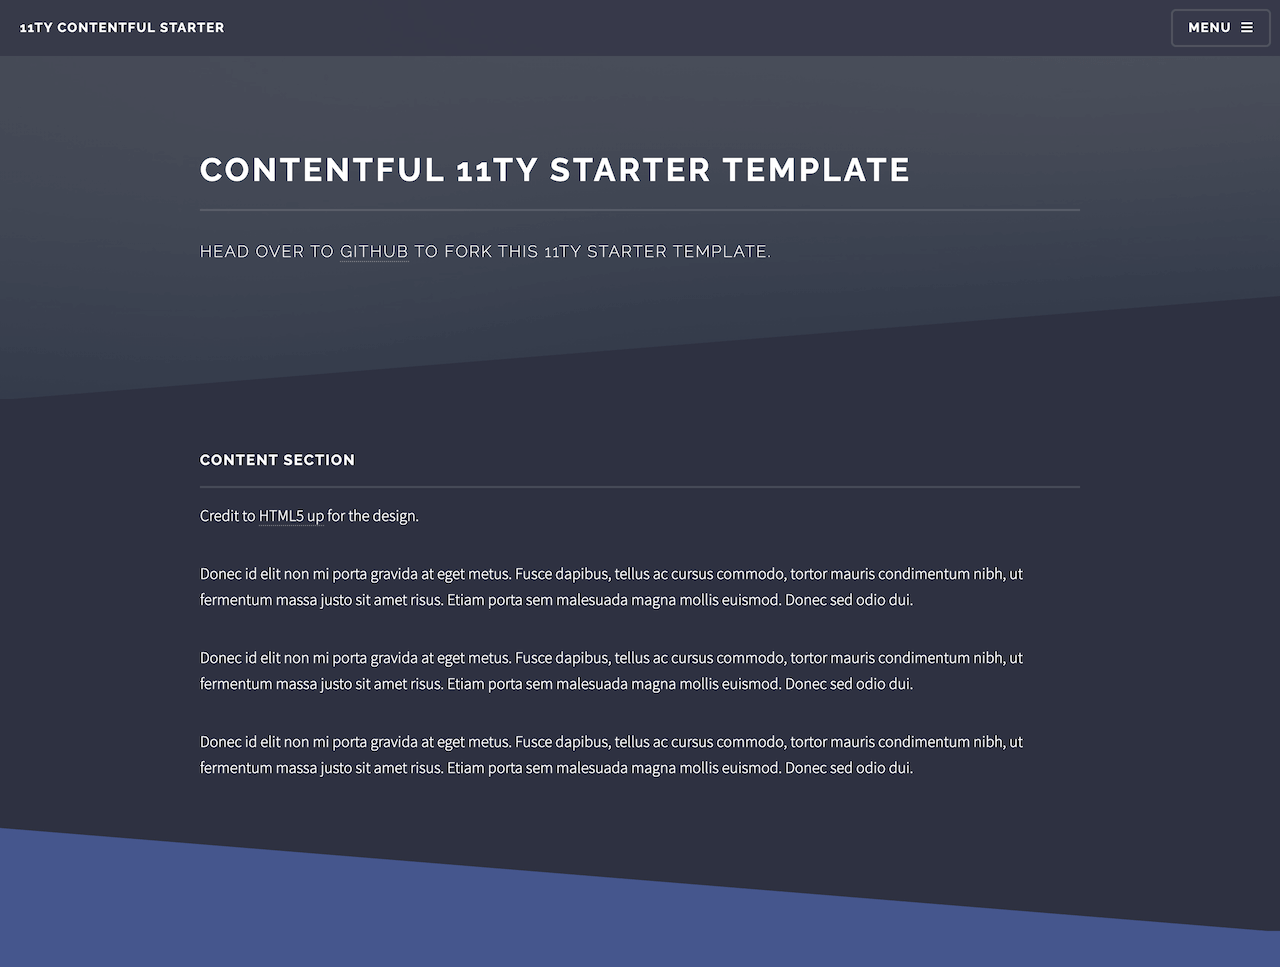 11TY CONTENTFUL STARTER
MENU
CONTENTFUL 11TY STARTER TEMPLATE
HEAD OVER TO GITHUB TO FORK THIS 11TY STARTER TEMPLATE.
CONTENT SECTION
Credit to HTML5 up for the design.
Donec id elit non mi porta gravida at eget metus. Fusce dapibus, tellus ac cursus commodo, tortor mauris condimentum nibh, ut
fermentum massa justo sit amet risus. Etiam porta sem malesuada magna mollis euismod. Donec sed odio dui.
Donec id elit non mi porta gravida at eget metus. Fusce dapibus, tellus ac cursus commodo, tortor mauris condimentum nibh, ut
fermentum massa justo sit amet risus. Etiam porta sem malesuada magna mollis euismod. Donec sed odio dui.
Donec id elit non mi porta gravida at eget metus. Fusce dapibus, tellus ac cursus commodo, tortor mauris condimentum nibh, ut
fermentum massa justo sit amet risus. Etiam porta sem malesuada magna mollis euismod. Donec sed odio dui.